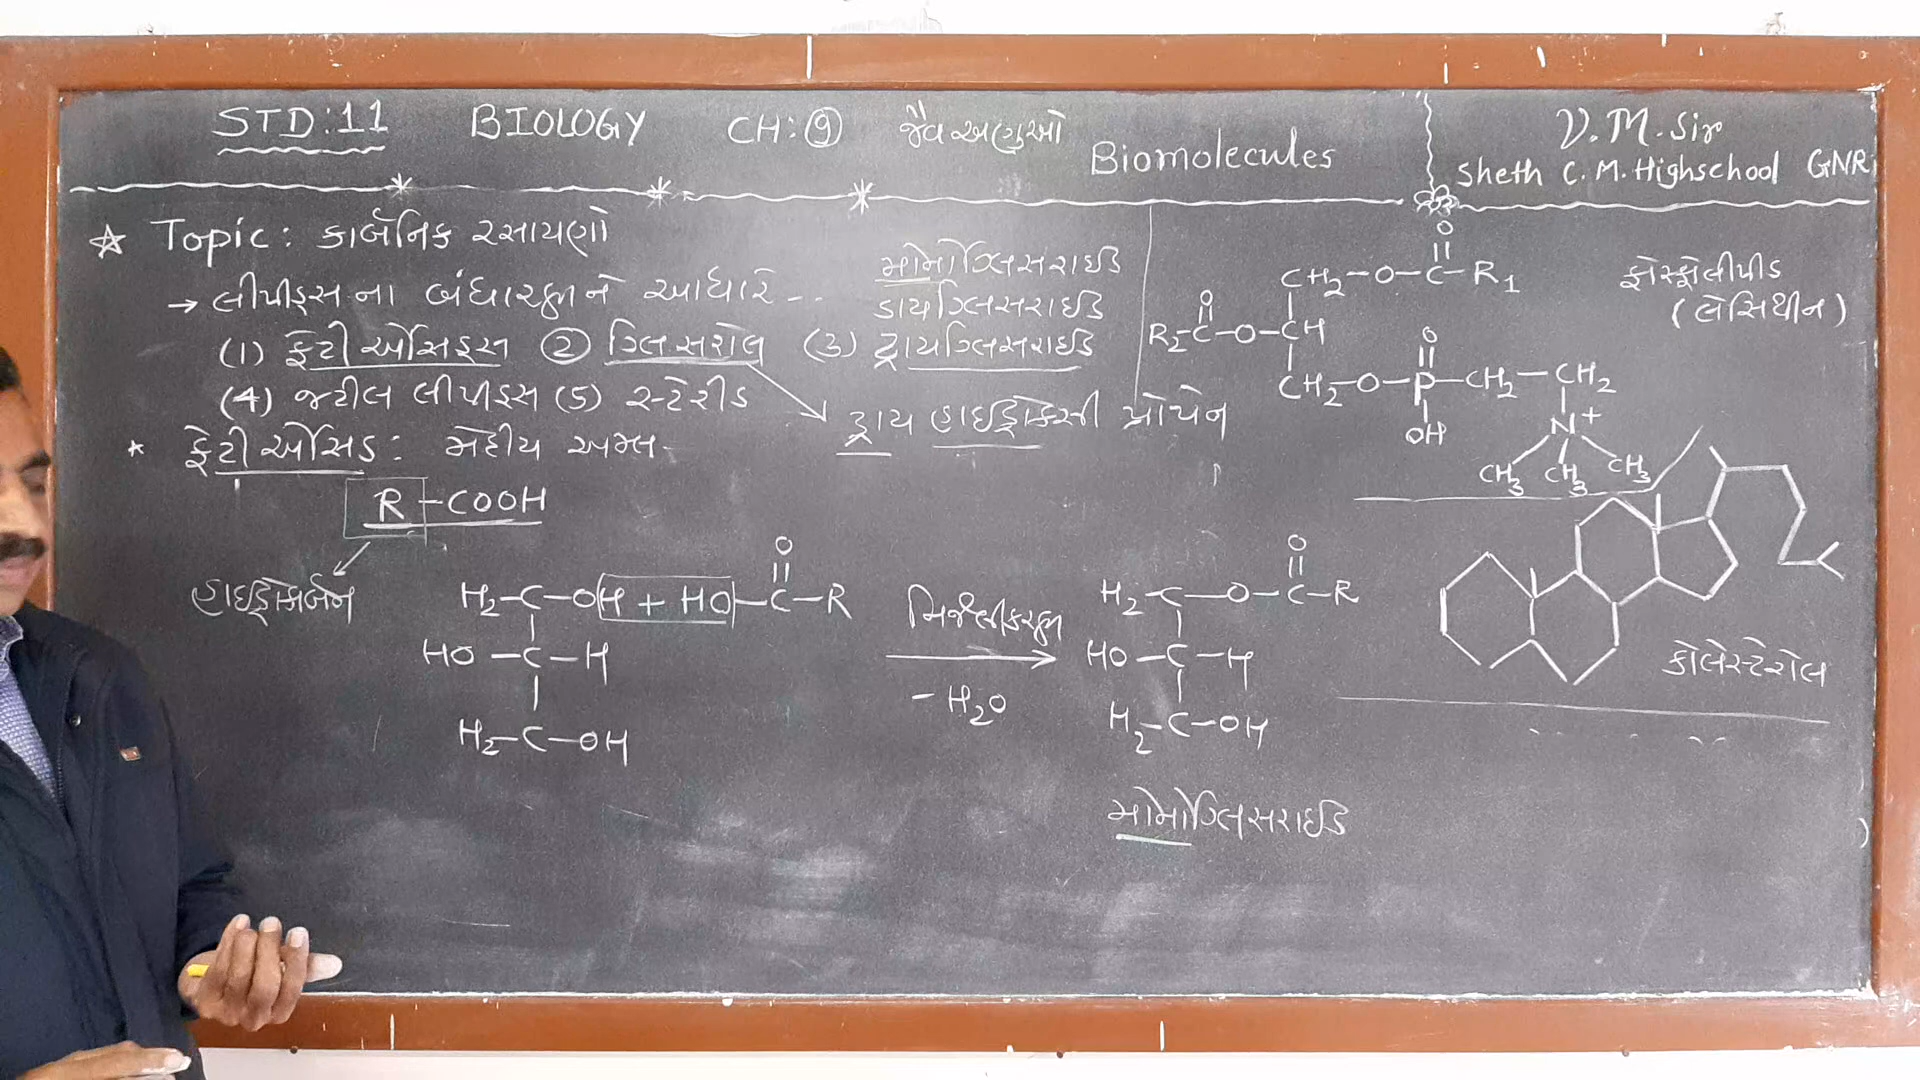 STD:11 BIOLOGY CH:9 જૈવઅણુઓ Biomolecules
V.M.Sir
Sheth C.M.Highschool GNR
Topic: કાર્બનિક રસાયણો
→ લીપીડ્સના બંધારણને આધારે...
(1) ફેટી ઍસિડ્સ (2) ગ્લિસરોલ (3) ટ્રાયગ્લિસરાઈડ
મોનોગ્લિસરાઈડ
ડાયગ્લિસરાઈડ
(4) જટીલ લીપીડ્સ (5) સ્ટેરોઈડ
ટ્રાય હાઈડ્રોક્સી પ્રોપેન
* ફેટી ઍસિડ: મેદીય અમ્લ
R-COOH
હાઈડ્રોકાર્બન
O
H2-C-OH + HO-C-R
HO-C-H
H2-C-OH
નિર્જલીકરણ
-H2O
O
H2-C-O-C-R
HO-C-H
H2-C-OH
મોનોગ્લિસરાઈડ
O
CH2-O-C-R1
O
R2-C-O-CH
O
CH2-O-P-CH2-CH2
OH N+
CH3 CH3 CH3
ફોસ્ફોલીપીડ
(લેસિથીન)
કોલેસ્ટેરોલ